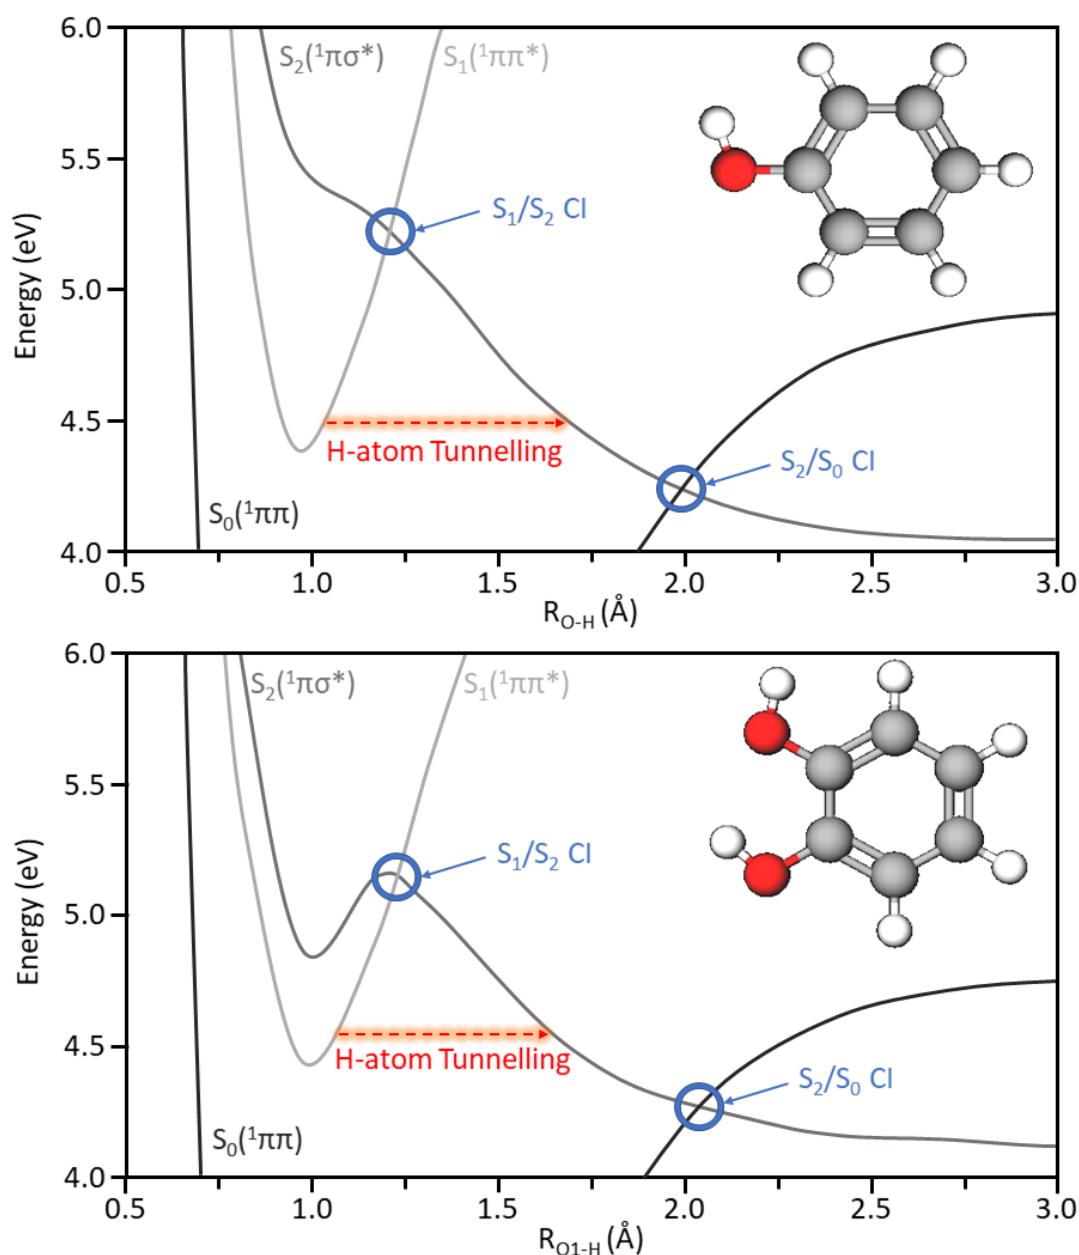 6.0
S₂(¹πσ*)
S₁(¹ππ*)
5.5
S₁/S₂ CI
Energy (eV)
5.0
4.5
H-atom Tunnelling
S₂/S₀ CI
S₀(¹ππ)
4.0
0.5 1.0 1.5 2.0 2.5 3.0
R_O-H (Å)
6.0
S₂(¹πσ*)
S₁(¹ππ*)
5.5
S₁/S₂ CI
Energy (eV)
5.0
4.5
H-atom Tunnelling
S₂/S₀ CI
S₀(¹ππ)
4.0
0.5 1.0 1.5 2.0 2.5 3.0
R_O1-H (Å)